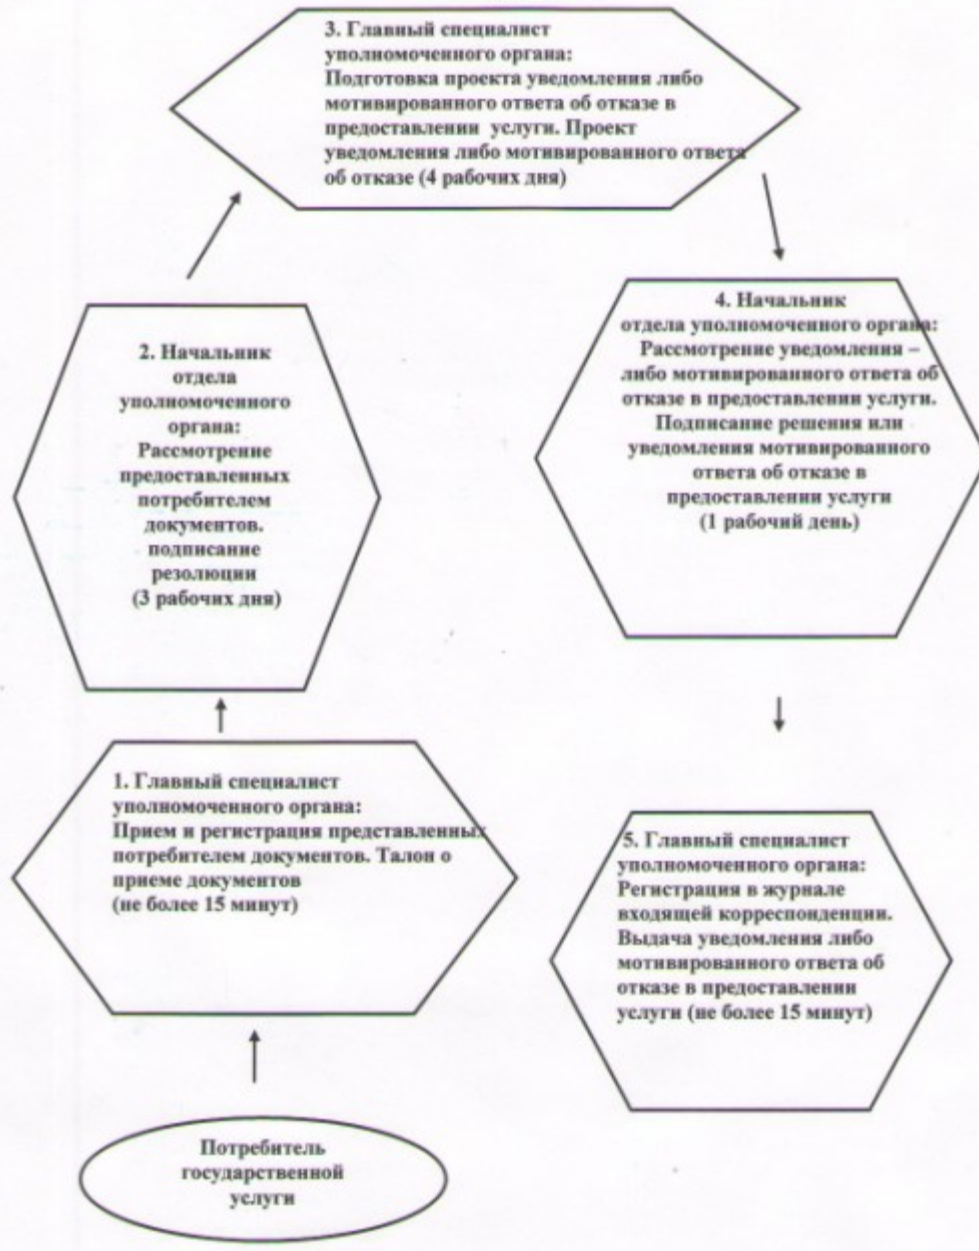 3. Главный специалист
уполномоченного органа:
Подготовка проекта уведомления либо
мотивированного ответа об отказе в
предоставлении услуги. Проект
уведомления либо мотивированного ответа
об отказе (4 рабочих дня)
2. Начальник
отдела
уполномоченного
органа:
Рассмотрение
предоставленных
потребителем
документов.
подписание
резолюции
(3 рабочих дня)
4. Начальник
отдела уполномоченного органа:
Рассмотрение уведомления –
либо мотивированного ответа об
отказе в предоставлении услуги.
Подписание решения или
уведомления мотивированного
ответа об отказе в
предоставлении услуги
(1 рабочий день)
1. Главный специалист
уполномоченного органа:
Прием и регистрация представленных
потребителем документов. Талон о
приеме документов
(не более 15 минут)
5. Главный специалист
уполномоченного органа:
Регистрация в журнале
входящей корреспонденции.
Выдача уведомления либо
мотивированного ответа об
отказе в предоставлении
услуги (не более 15 минут)
Потребитель
государственной
услуги